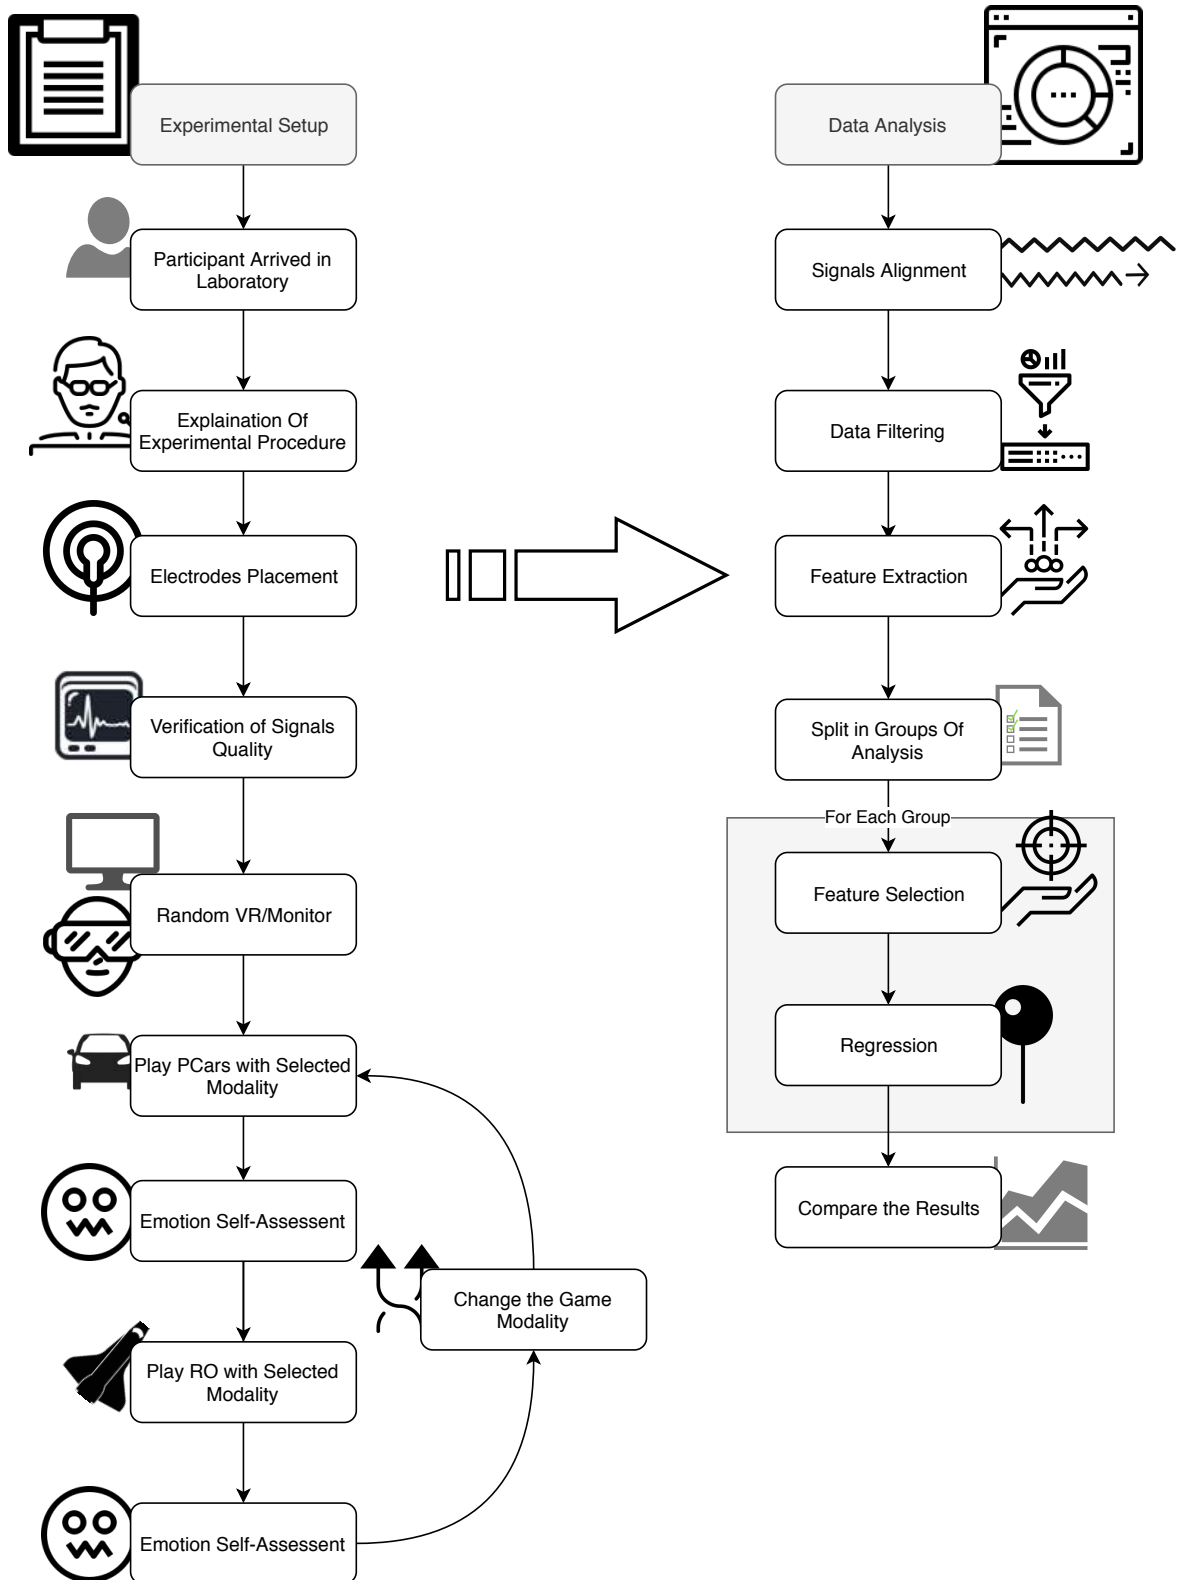 Experimental Setup
Participant Arrived in
Laboratory
Explaination Of
Experimental Procedure
Electrodes Placement
Verification of Signals
Quality
Random VR/Monitor
Play PCars with Selected
Modality
Emotion Self-Assessent
Play RO with Selected
Modality
Emotion Self-Assessent
Change the Game
Modality
Data Analysis
Signals Alignment
Data Filtering
Feature Extraction
Split in Groups Of
Analysis
For Each Group
Feature Selection
Regression
Compare the Results